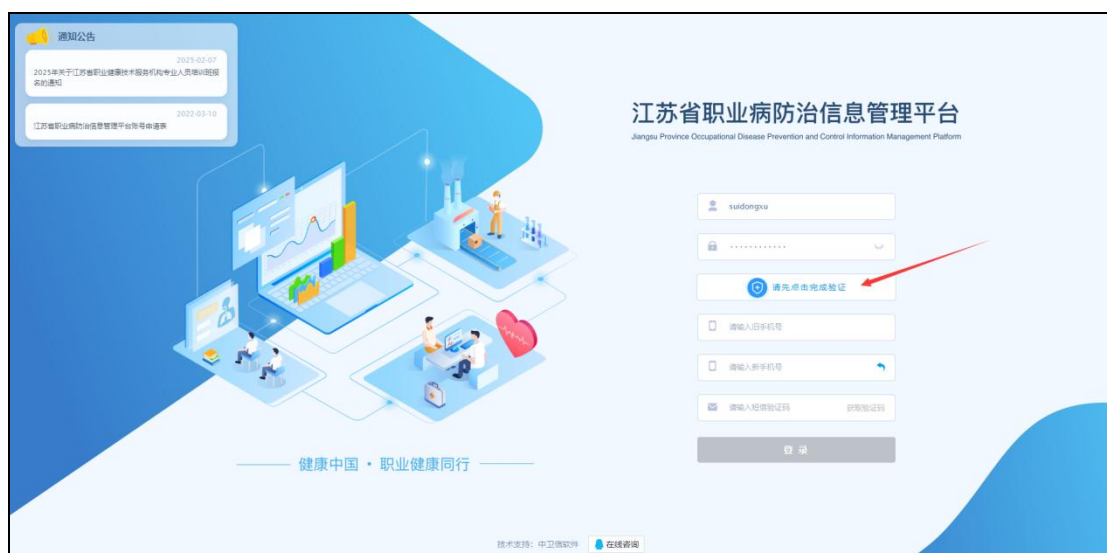 通知公告
2025-02-07
2025年关于江苏省职业健康技术服务机构专业人员培训班报
名的通知
2022-03-10
江苏省职业病防治信息管理平台账号申请表
江苏省职业病防治信息管理平台
Jiangsu Province Occupational Disease Prevention and Control Information Management Platform
suidongxu
请先点击完成验证
请输入旧手机号
请输入新手机号
请输入短信验证码
获取验证码
登 录
健康中国 · 职业健康同行
技术支持：中卫信软件
在线咨询